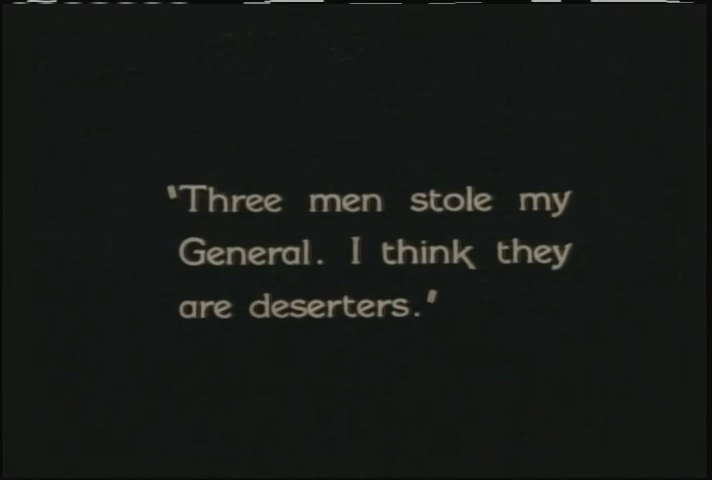 'Three men stole my
General. I think they
are deserters.'